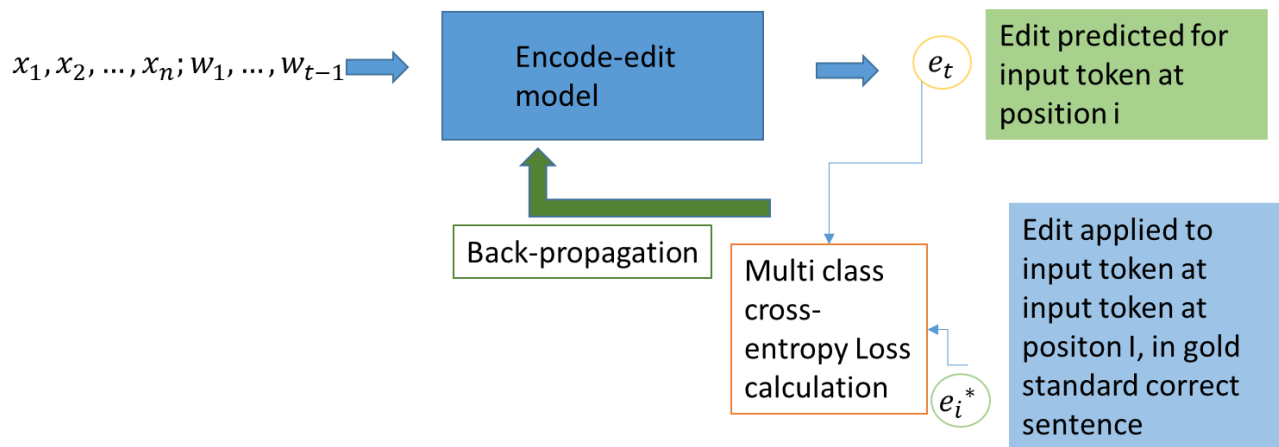 x₁, x₂, …, xₙ; w₁, …, wₜ₋₁
Encode-edit
model
eₜ
Edit predicted for
input token at
position i
Back-propagation
Multi class
cross-
entropy Loss
calculation
eᵢ*
Edit applied to
input token at
input token at
positon I, in gold
standard correct
sentence